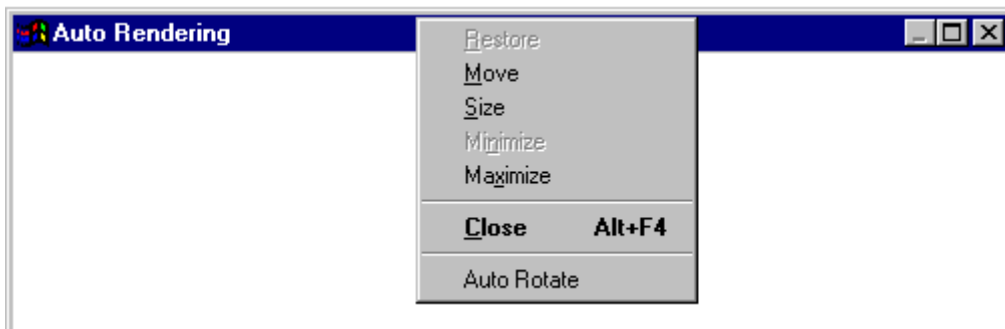 Auto Rendering
Restore
Move
Size
Minimize
Maximize
Close Alt+F4
Auto Rotate